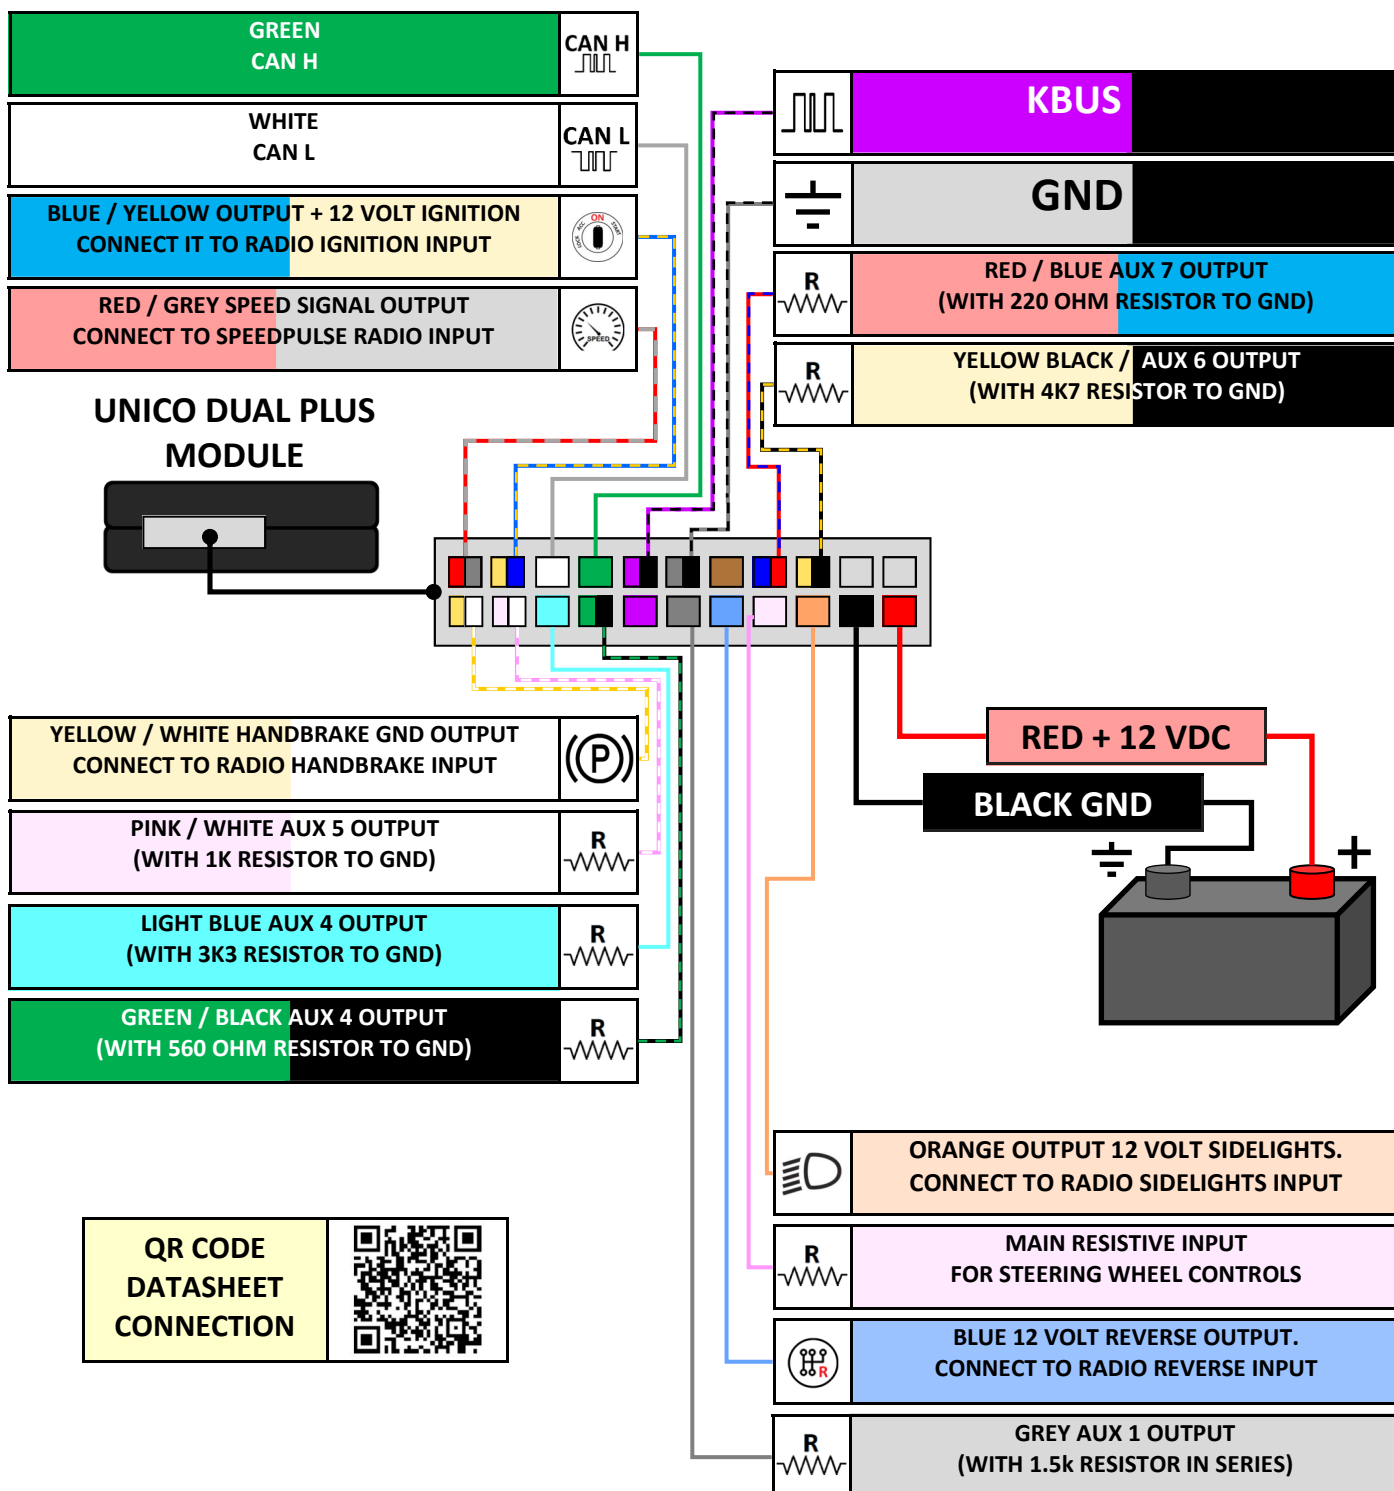 GREEN
CAN H
CAN H
WHITE
CAN L
CAN L
BLUE / YELLOW OUTPUT + 12 VOLT IGNITION
CONNECT IT TO RADIO IGNITION INPUT
LOCK ACC ON START
RED / GREY SPEED SIGNAL OUTPUT
CONNECT TO SPEEDPULSE RADIO INPUT
SPEED
KBUS
GND
R
RED / BLUE AUX 7 OUTPUT
(WITH 220 OHM RESISTOR TO GND)
R
YELLOW BLACK / AUX 6 OUTPUT
(WITH 4K7 RESISTOR TO GND)
UNICO DUAL PLUS
MODULE
YELLOW / WHITE HANDBRAKE GND OUTPUT
CONNECT TO RADIO HANDBRAKE INPUT
P
PINK / WHITE AUX 5 OUTPUT
(WITH 1K RESISTOR TO GND)
R
LIGHT BLUE AUX 4 OUTPUT
(WITH 3K3 RESISTOR TO GND)
R
GREEN / BLACK AUX 4 OUTPUT
(WITH 560 OHM RESISTOR TO GND)
R
RED + 12 VDC
BLACK GND
+
ORANGE OUTPUT 12 VOLT SIDELIGHTS.
CONNECT TO RADIO SIDELIGHTS INPUT
R
MAIN RESISTIVE INPUT
FOR STEERING WHEEL CONTROLS
R
BLUE 12 VOLT REVERSE OUTPUT.
CONNECT TO RADIO REVERSE INPUT
R
GREY AUX 1 OUTPUT
(WITH 1.5k RESISTOR IN SERIES)
QR CODE
DATASHEET
CONNECTION